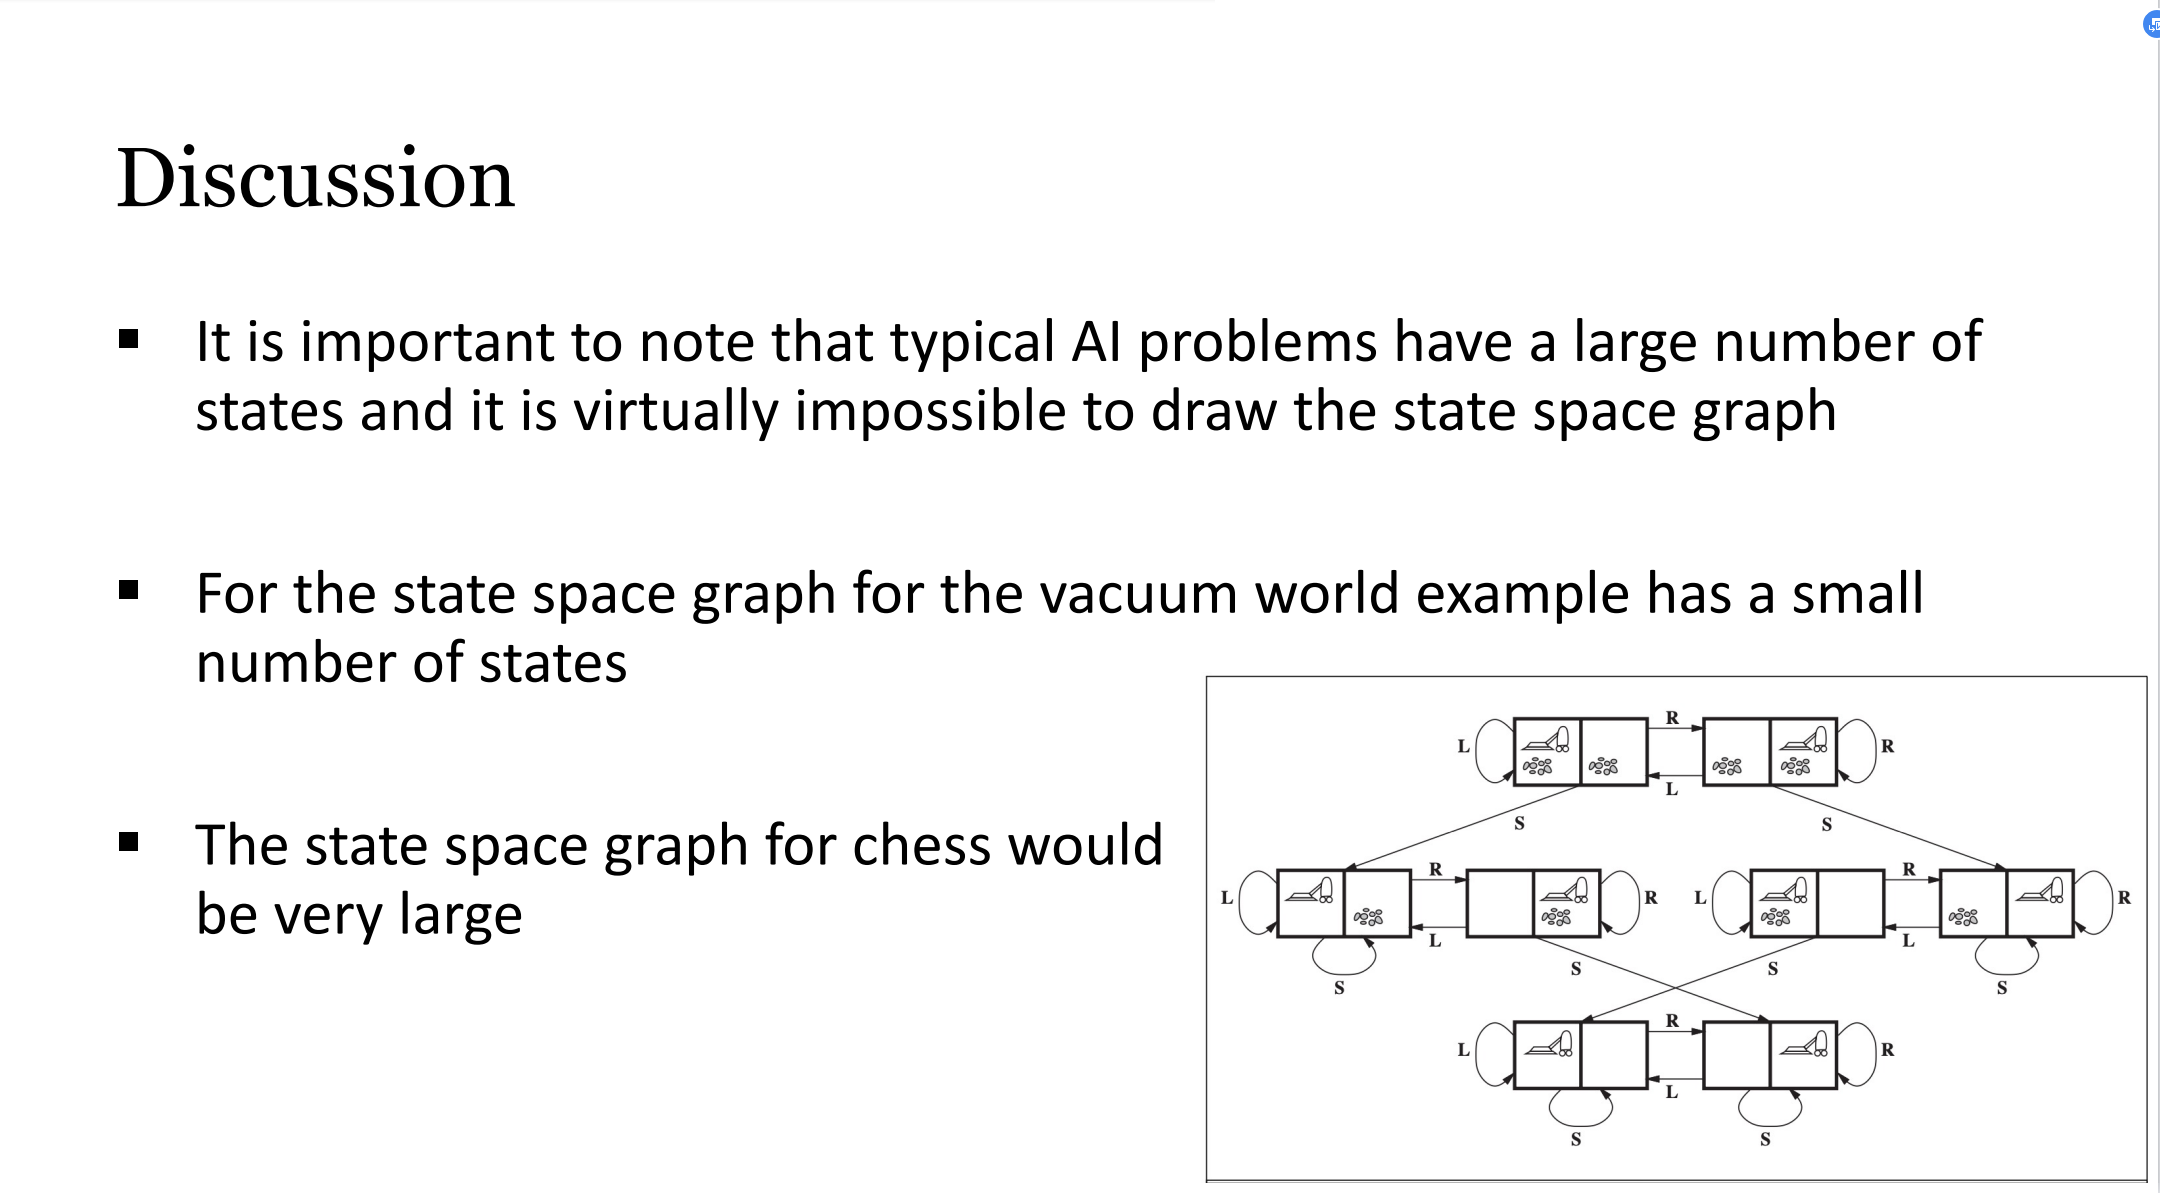 Discussion
▪ It is important to note that typical AI problems have a large number of
states and it is virtually impossible to draw the state space graph
▪ For the state space graph for the vacuum world example has a small
number of states
▪ The state space graph for chess would
be very large
R
L R
L
S S
R R
L R L R
L L
S S
S S
R
L R
L
S S